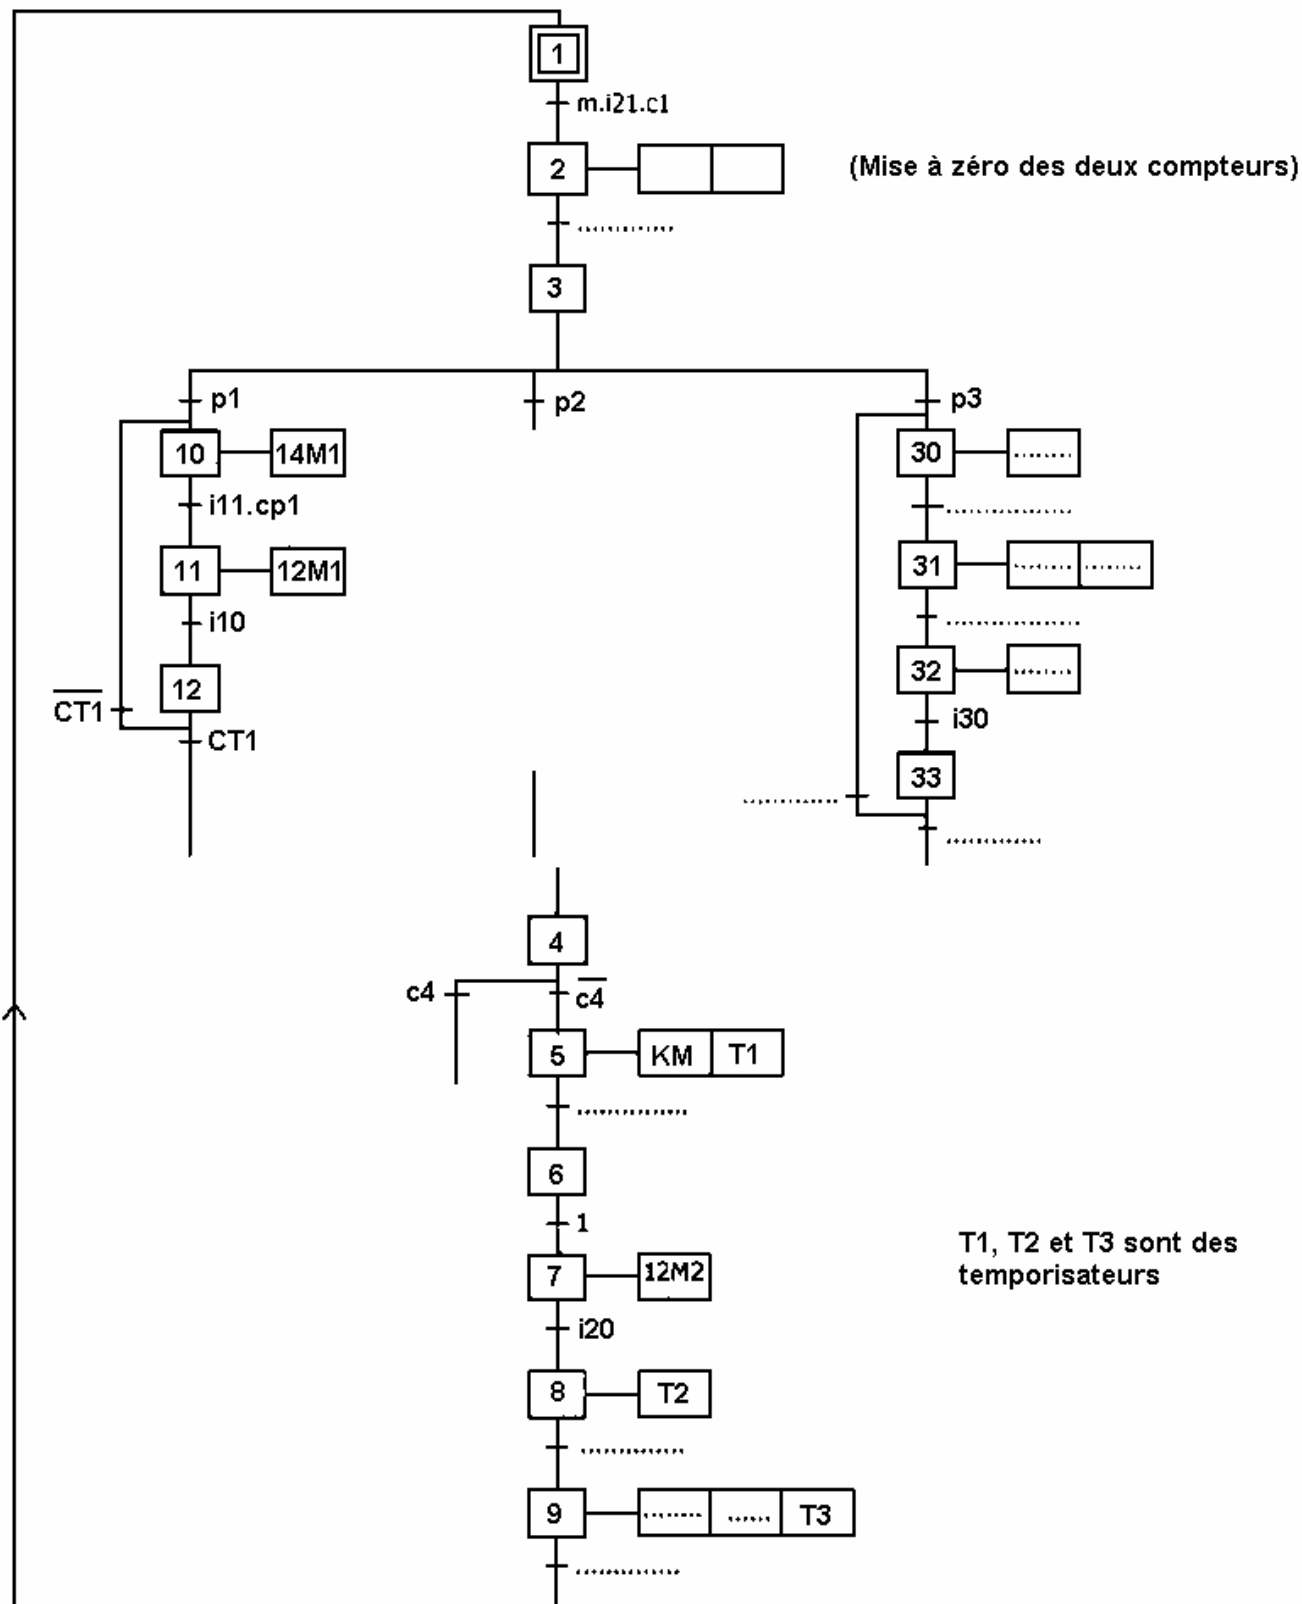 1
m.i21.c1
2
(Mise à zéro des deux compteurs)
3
p1
p2
p3
10
14M1
30
i11.cp1
11
12M1
31
i10
12
32
i30
33
CT1
CT1
4
c4
c4
5
KM
T1
6
1
7
12M2
T1, T2 et T3 sont des
temporisateurs
i20
8
T2
9
T3